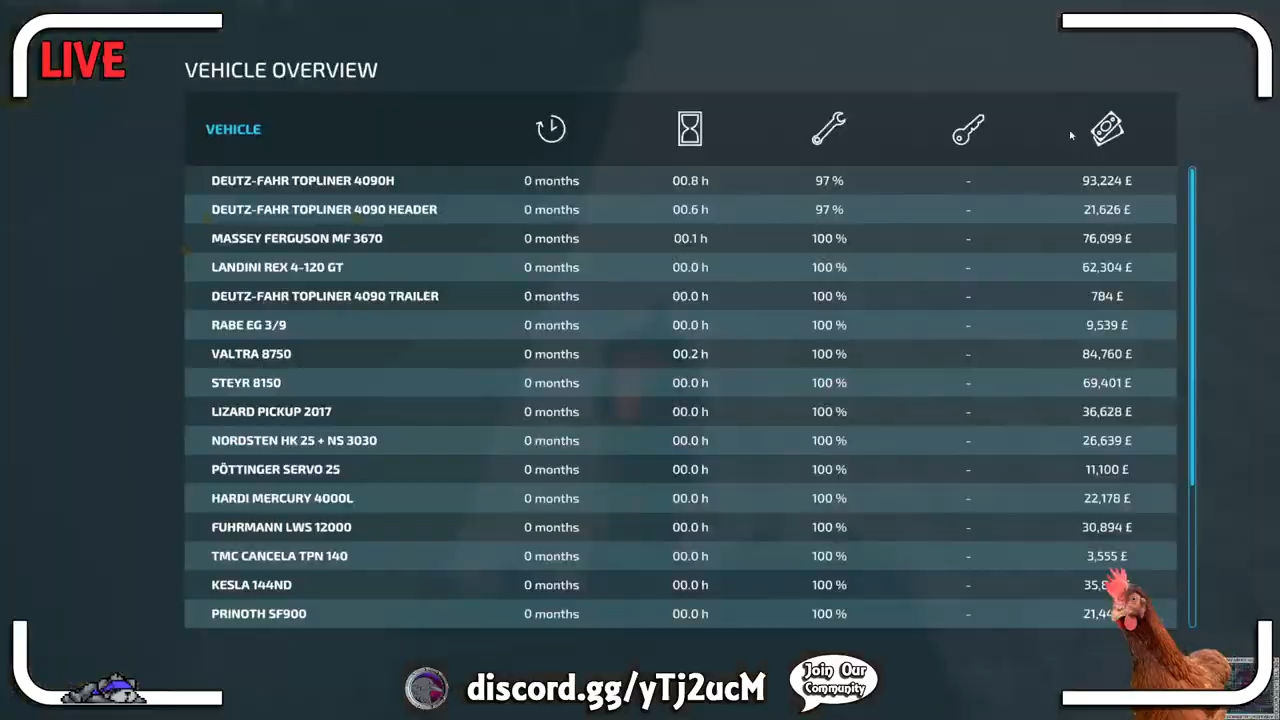 LIVE
VEHICLE OVERVIEW
VEHICLE
DEUTZ-FAHR TOPLINER 4090H 0 months 00.8 h 97 % - 93,224 £
DEUTZ-FAHR TOPLINER 4090 HEADER 0 months 00.6 h 97 % - 21,626 £
MASSEY FERGUSON MF 3670 0 months 00.1 h 100 % - 76,099 £
LANDINI REX 4-120 GT 0 months 00.0 h 100 % - 62,304 £
DEUTZ-FAHR TOPLINER 4090 TRAILER 0 months 00.0 h 100 % - 784 £
RABE EG 3/9 0 months 00.0 h 100 % - 9,539 £
VALTRA 8750 0 months 00.2 h 100 % - 84,760 £
STEYR 8150 0 months 00.0 h 100 % - 69,401 £
LIZARD PICKUP 2017 0 months 00.0 h 100 % - 36,628 £
NORDSTEN HK 25 + NS 3030 0 months 00.0 h 100 % - 26,639 £
PÖTTINGER SERVO 25 0 months 00.0 h 100 % - 11,100 £
HARDI MERCURY 4000L 0 months 00.0 h 100 % - 22,178 £
FUHRMANN LWS 12000 0 months 00.0 h 100 % - 30,894 £
TMC CANCELA TPN 140 0 months 00.0 h 100 % - 3,555 £
KESLA 144ND 0 months 00.0 h 100 % -
PRINOTH SF900 0 months 00.0 h 100 % -
discord.gg/yTj2ucM
Join Our
Community